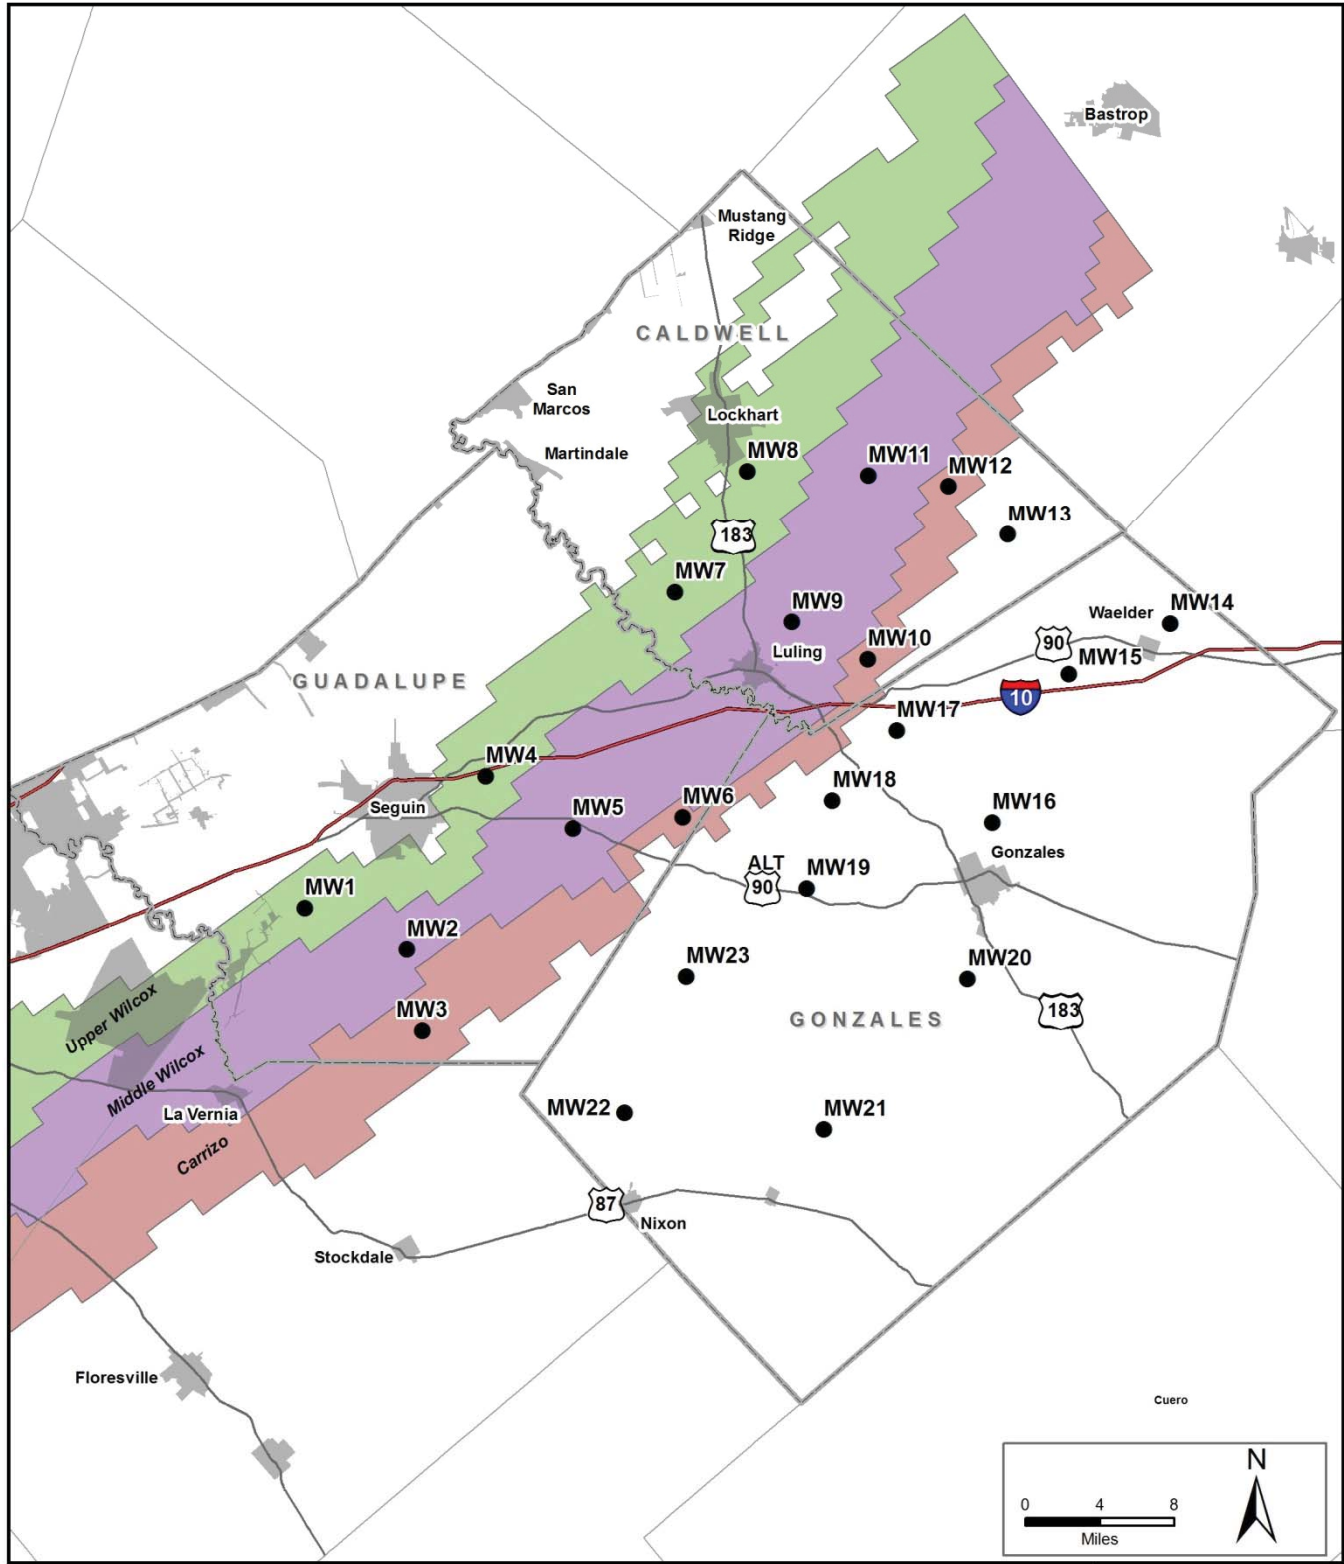 Bastrop
Mustang
Ridge
CALDWELL
San
Marcos
Lockhart
Martindale
MW8
MW11
MW12
MW13
183
MW7
MW9
MW14
Waelder
90
MW10
Luling
MW15
GUADALUPE
10
MW17
MW4
MW18
Seguin
MW5
MW6
MW16
Gonzales
ALT
90
MW19
MW1
MW2
MW23
MW20
MW3
183
GONZALES
Upper Wilcox
Middle Wilcox
La Vernia
Carrizo
MW22
MW21
87
Nixon
Stockdale
Floresville
Cuero
N
0 4 8
Miles